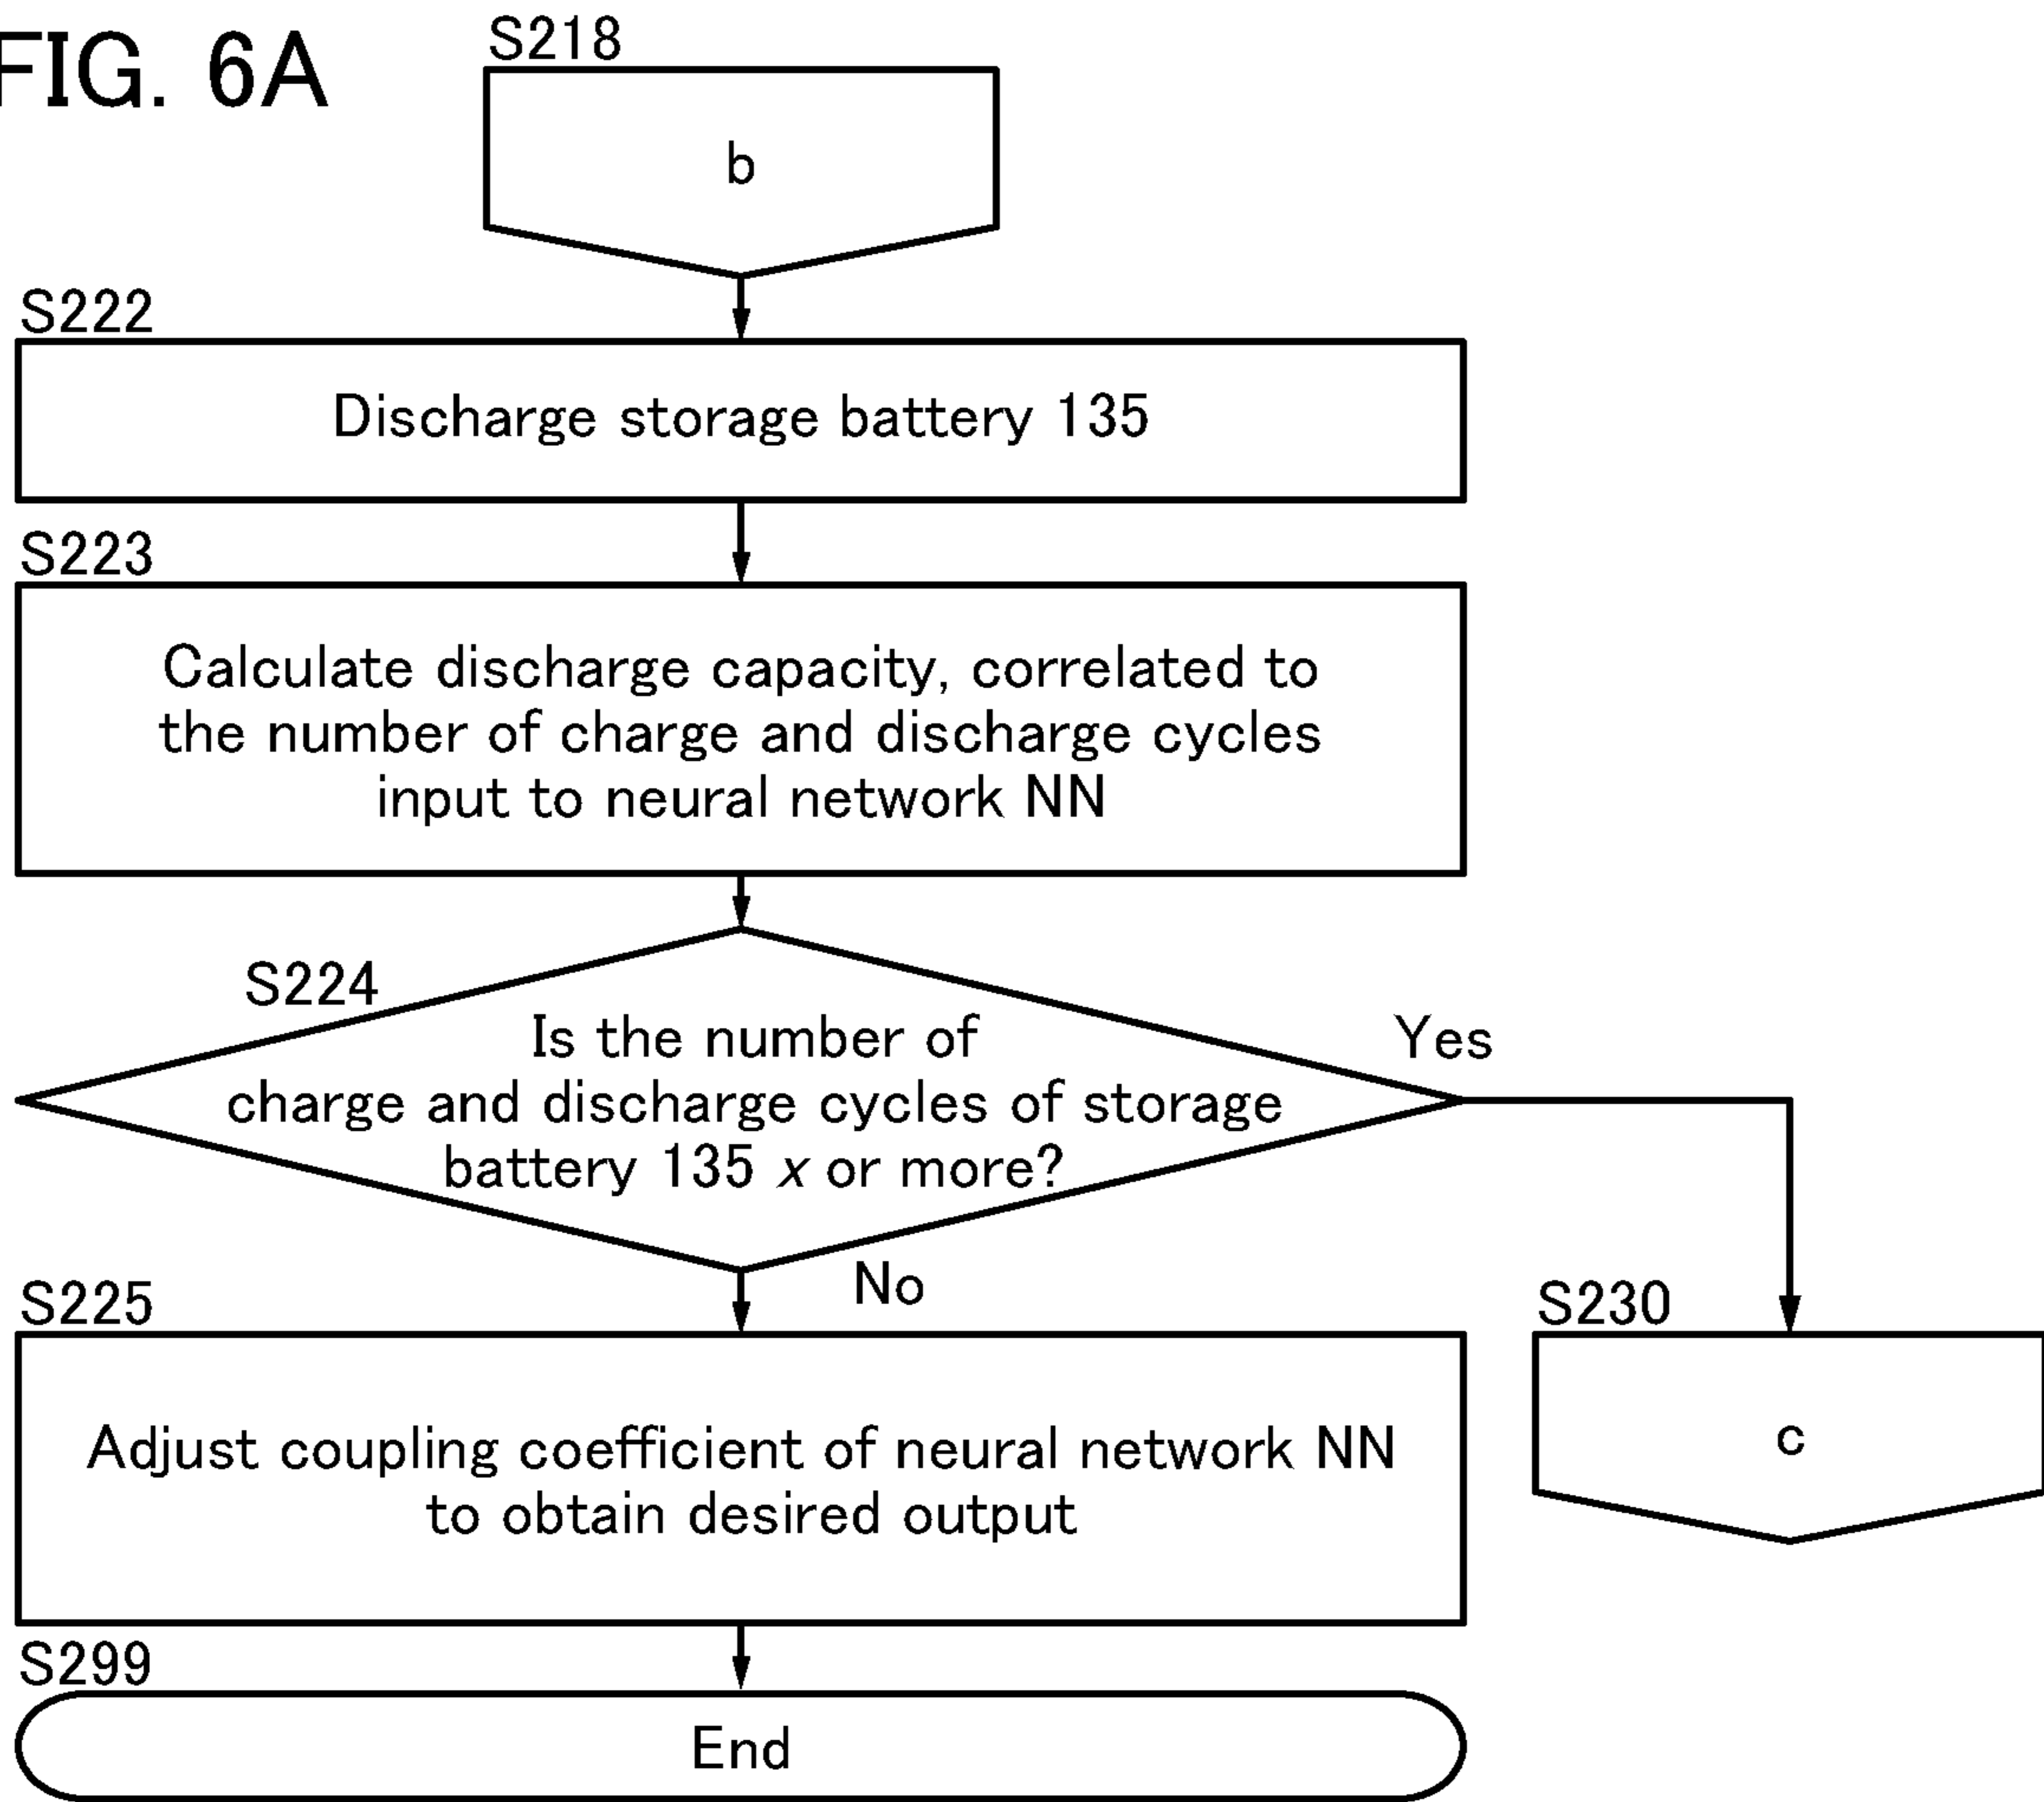 FIG. 6A
S218
b
S222
Discharge storage battery 135
S223
Calculate discharge capacity, correlated to
the number of charge and discharge cycles
input to neural network NN
S224
Is the number of
charge and discharge cycles of storage
battery 135 x or more?
Yes
No
S225
Adjust coupling coefficient of neural network NN
to obtain desired output
S230
c
S299
End